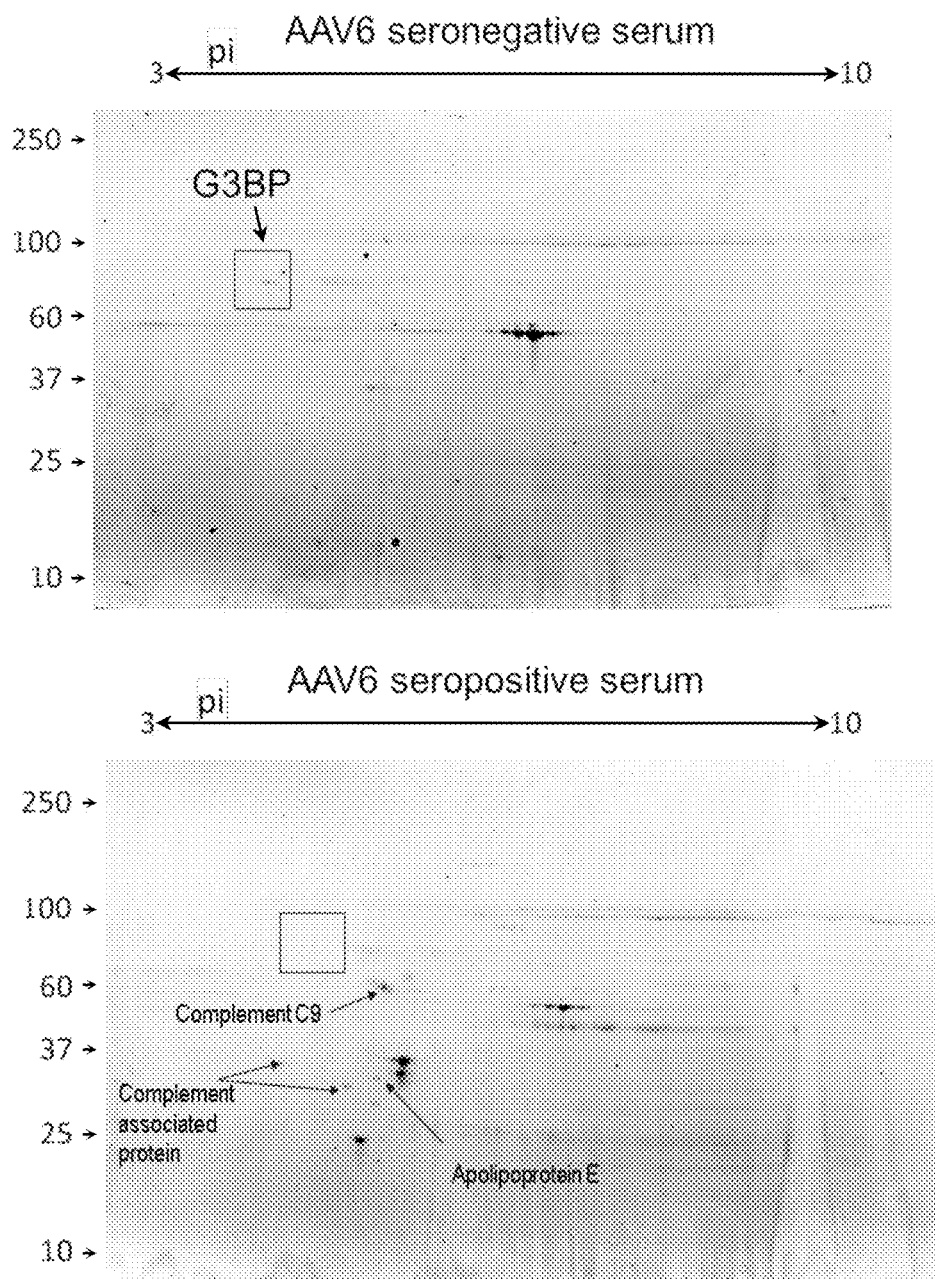 AAV6 seronegative serum
pi
3 10
250
G3BP
100
60
37
25
10
AAV6 seropositive serum
pi
3 10
250
100
60
Complement C9
37
Complement
associated
protein
25
Apolipoprotein E
10